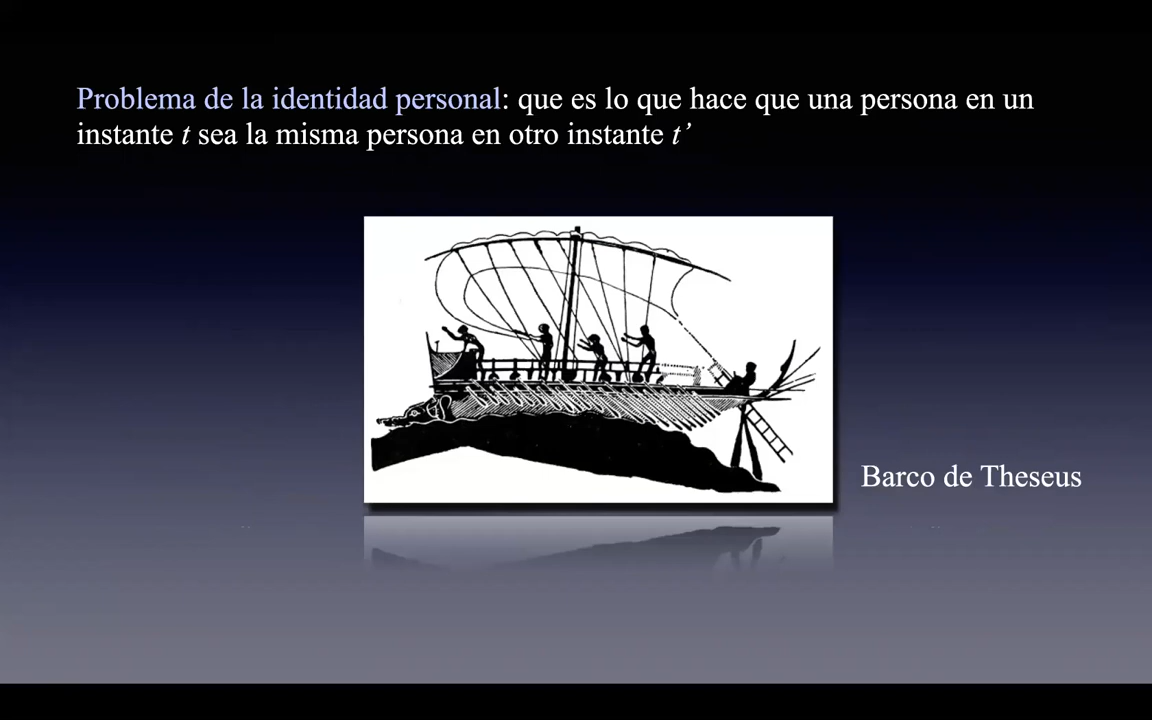 Problema de la identidad personal: que es lo que hace que una persona en un
instante t sea la misma persona en otro instante t’
Barco de Theseus